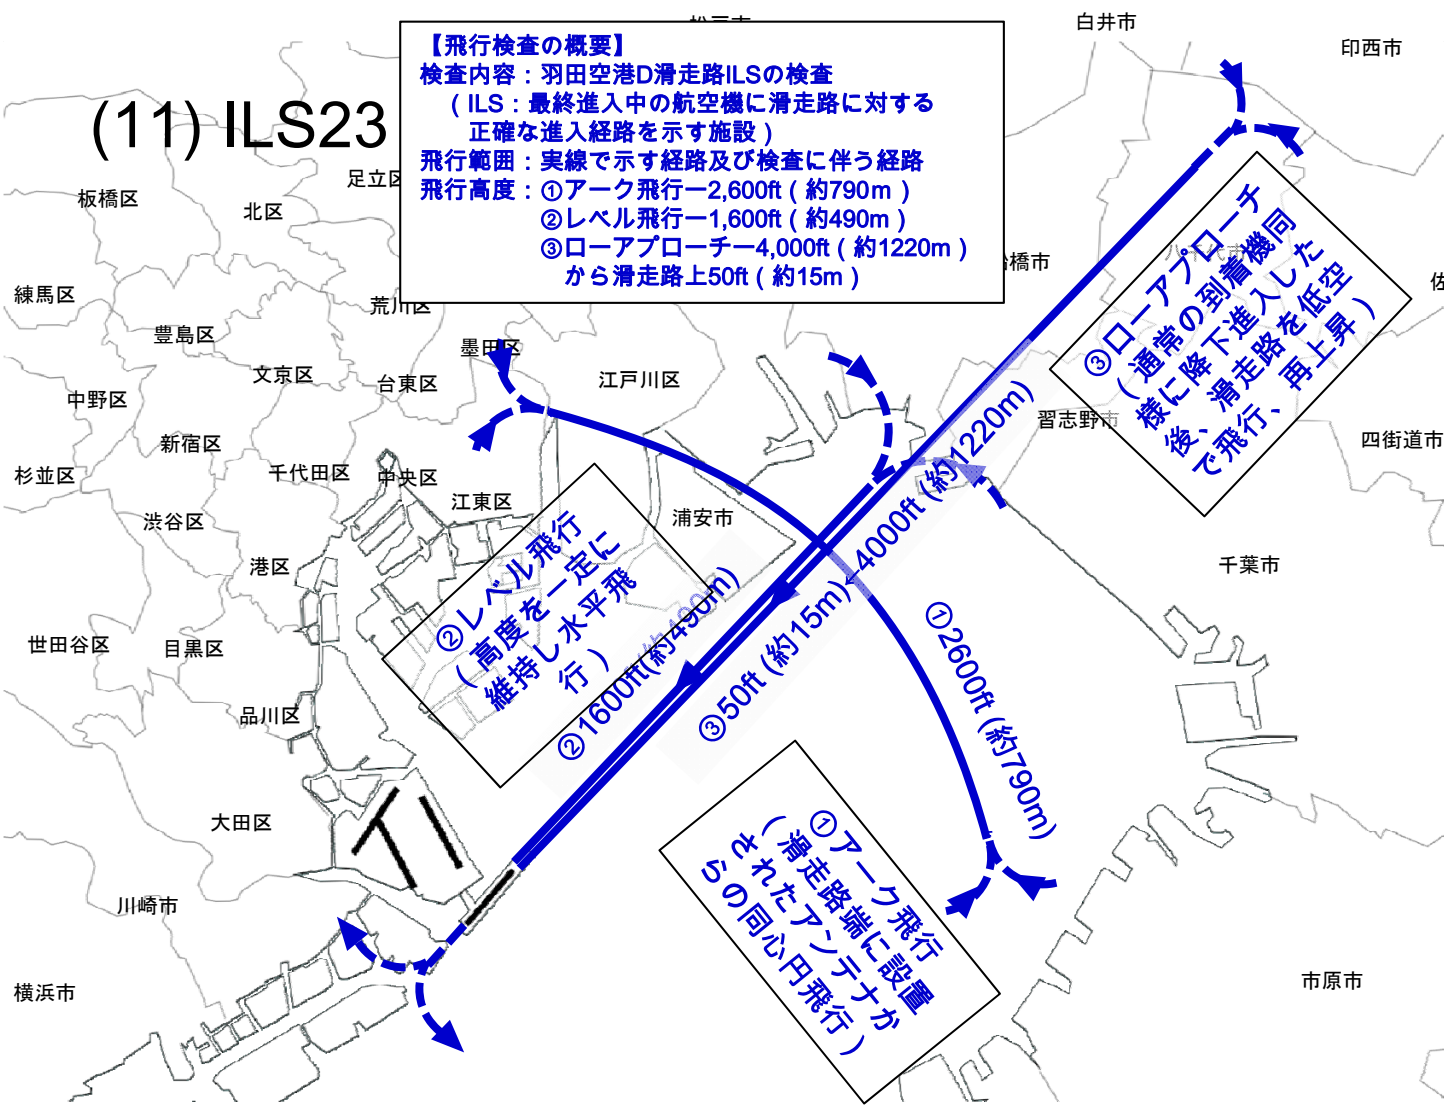 白井市
印西市
(11) ILS23
【飛行検査の概要】
検査内容：羽田空港D滑走路ILSの検査
（ILS：最終進入中の航空機に滑走路に対する
正確な進入経路を示す施設）
飛行範囲：実線で示す経路及び検査に伴う経路
飛行高度：①アーク飛行ー2,600ft（約790m）
②レベル飛行ー1,600ft（約490m）
③ローアプローチー4,000ft（約1220m）
から滑走路上50ft（約15m）
足立区
板橋区
北区
橋市
八千代市
佐
③ローアプローチ
（通常の到着機同
様に降下進入した
後、滑走路を低空
で飛行、再上昇）
練馬区
荒川区
豊島区
墨田区
文京区
台東区
江戸川区
中野区
習志野市
新宿区
四街道市
杉並区
千代田区
中央区
江東区
渋谷区
浦安市
港区
千葉市
②レベル飛行
（高度を一定に
維持し水平飛
行）
②1600ft(約490m)
③50ft (約15m)←4000ft (約1220m)
①2600ft (約790m)
世田谷区
目黒区
品川区
大田区
①アーク飛行
（滑走路端に設置
されたアンテナか
らの同心円飛行）
川崎市
横浜市
市原市